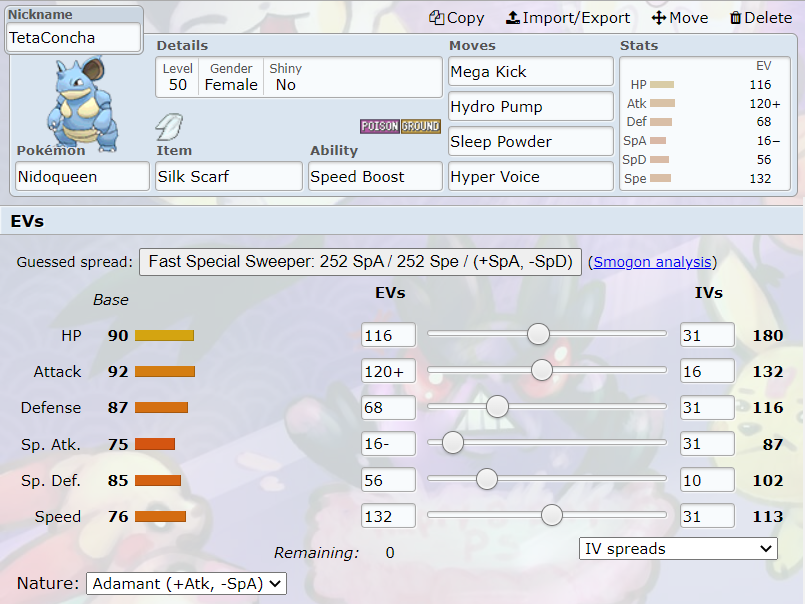 Nickname
TetaConcha
Copy Import/Export Move Delete
Details
Level Gender Shiny
50 Female No
POISON GROUND
Pokémon
Nidoqueen
Item
Silk Scarf
Ability
Speed Boost
Moves
Mega Kick
Hydro Pump
Sleep Powder
Hyper Voice
Stats
EV
HP 116
Atk 120+
Def 68
SpA 16−
SpD 56
Spe 132
EVs
Guessed spread: Fast Special Sweeper: 252 SpA / 252 Spe / (+SpA, -SpD) (Smogon analysis)
Base EVs IVs
HP 90 116 31 180
Attack 92 120+ 16 132
Defense 87 68 31 116
Sp. Atk. 75 16- 31 87
Sp. Def. 85 56 10 102
Speed 76 132 31 113
Remaining: 0
IV spreads
Nature: Adamant (+Atk, -SpA)